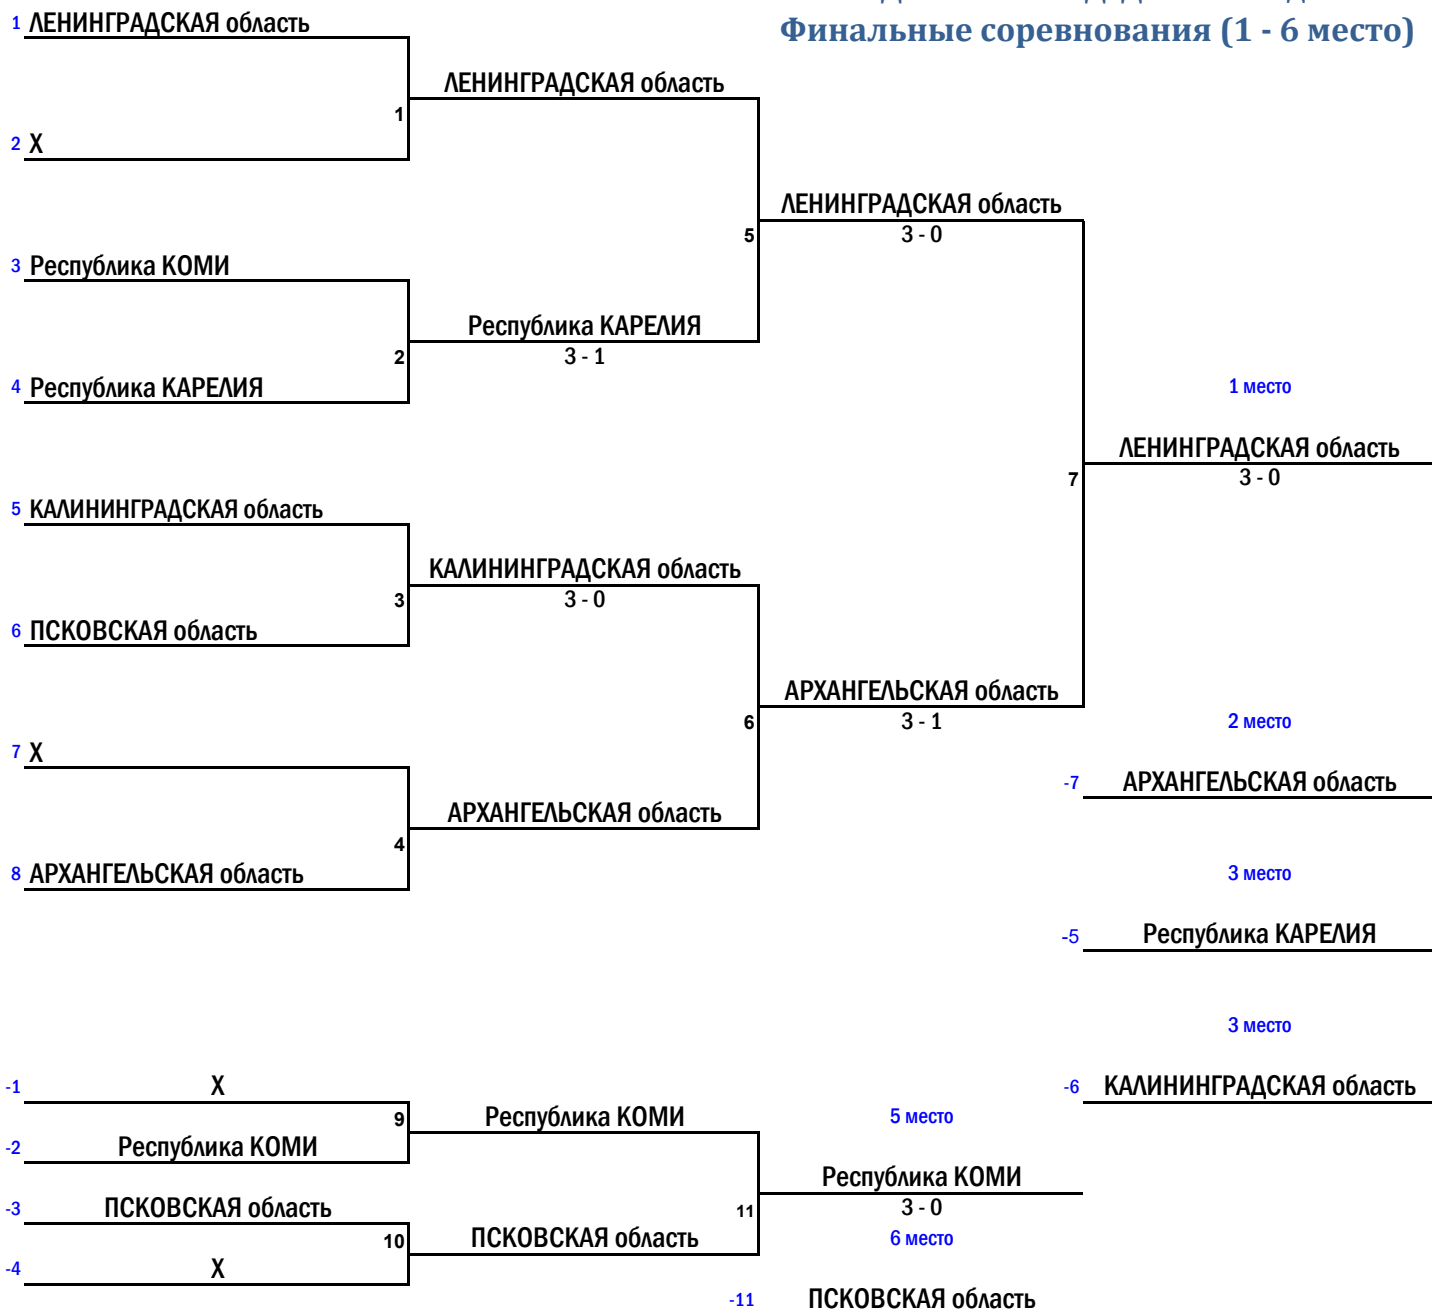 Финальные соревнования (1 - 6 место)
1 ЛЕНИНГРАДСКАЯ область
ЛЕНИНГРАДСКАЯ область
1
2 X
ЛЕНИНГРАДСКАЯ область
5
3 - 0
3 Республика КОМИ
Республика КАРЕЛИЯ
2
3 - 1
4 Республика КАРЕЛИЯ
1 место
ЛЕНИНГРАДСКАЯ область
7
3 - 0
5 КАЛИНИНГРАДСКАЯ область
КАЛИНИНГРАДСКАЯ область
3
3 - 0
6 ПСКОВСКАЯ область
АРХАНГЕЛЬСКАЯ область
6
3 - 1
2 место
7 X
-7 АРХАНГЕЛЬСКАЯ область
АРХАНГЕЛЬСКАЯ область
4
8 АРХАНГЕЛЬСКАЯ область
3 место
-5 Республика КАРЕЛИЯ
3 место
-1 X
-6 КАЛИНИНГРАДСКАЯ область
9
Республика КОМИ
5 место
-2 Республика КОМИ
Республика КОМИ
-3 ПСКОВСКАЯ область
11
3 - 0
10
ПСКОВСКАЯ область
6 место
-4 X
-11 ПСКОВСКАЯ область